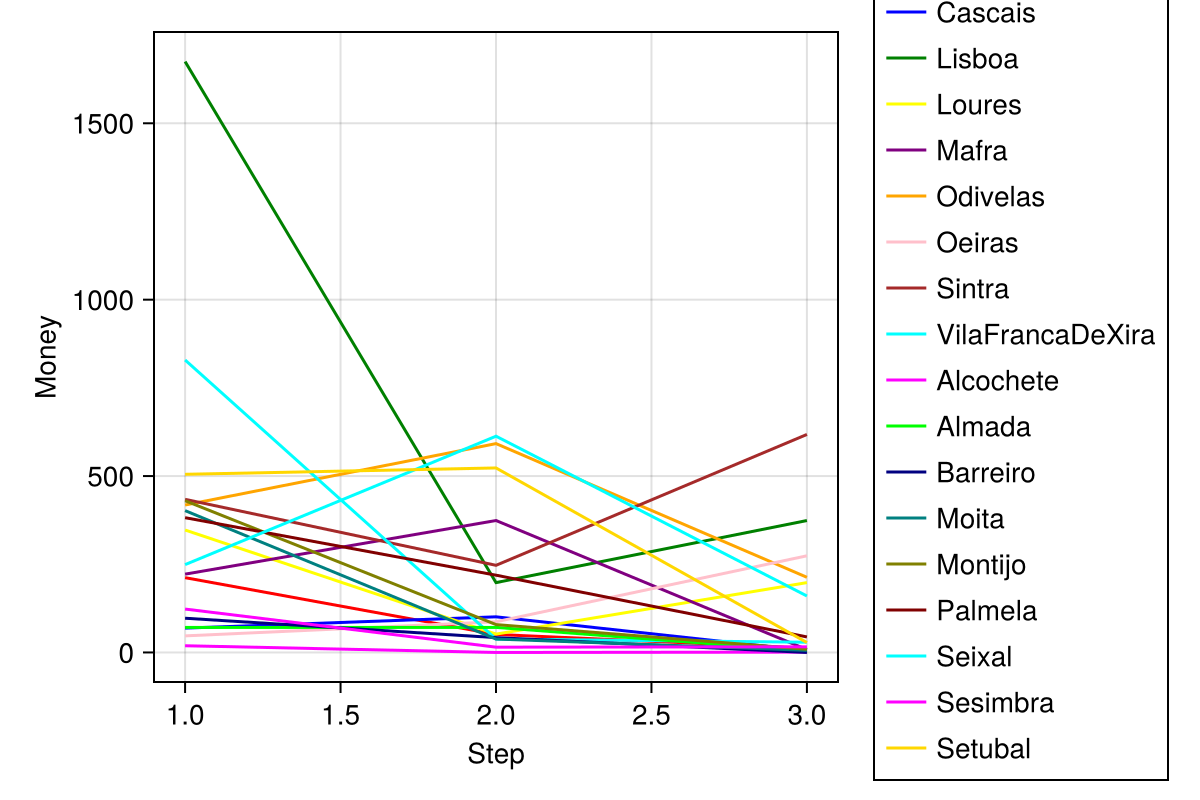 Cascais
Lisboa
Loures
Mafra
Odivelas
Oeiras
Sintra
VilaFrancaDeXira
Alcochete
Almada
Barreiro
Moita
Montijo
Palmela
Seixal
Sesimbra
Setubal
Money
1500
1000
500
0
1.0 1.5 2.0 2.5 3.0
Step